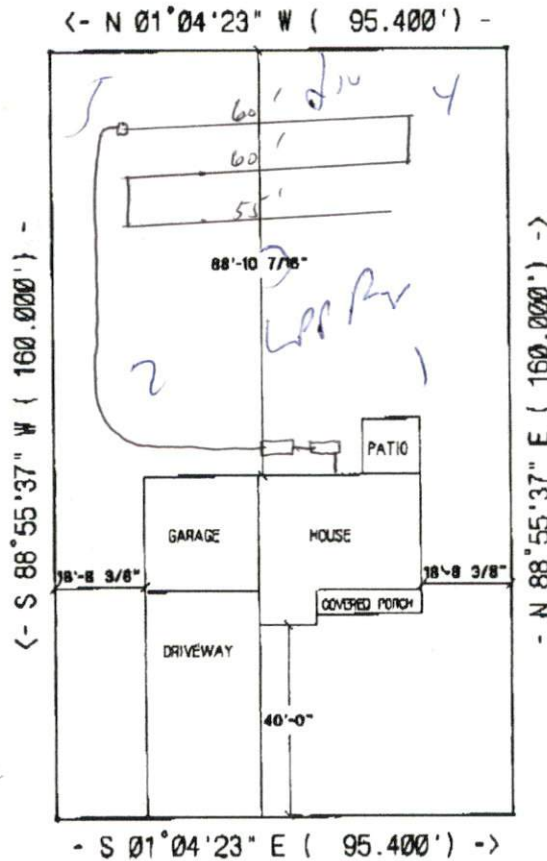 <- N 01°04'23" W ( 95.400') -
5
4
60'
60'
55'
88'-10 7/16"
2
1
PATIO
GARAGE
HOUSE
18'-8 3/8"
18'-8 3/8"
COVERED PORCH
DRIVEWAY
40'-0"
<- S 88°55'37" W ( 160.000') -
- N 88°55'37" E ( 160.000') ->
- S 01°04'23" E ( 95.400') ->